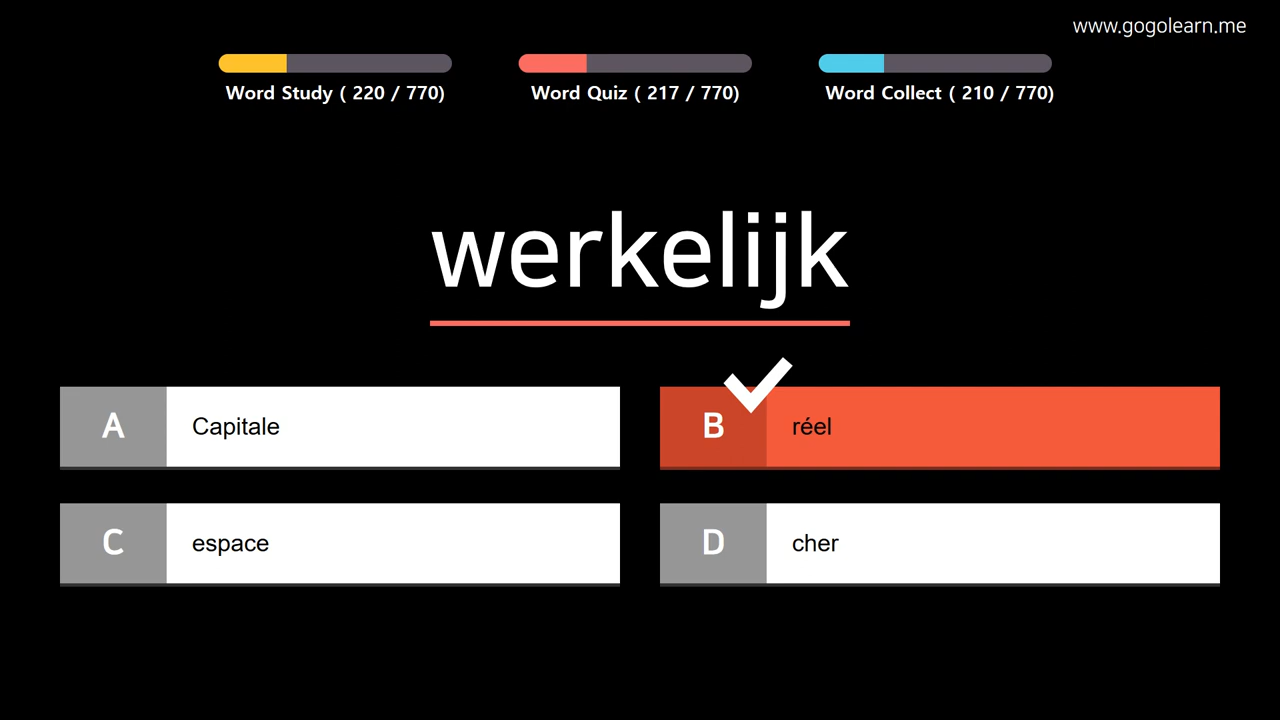 www.gogolearn.me
Word Study ( 220 / 770)
Word Quiz ( 217 / 770)
Word Collect ( 210 / 770)
werkelijk
A Capitale
B réel
C espace
D cher